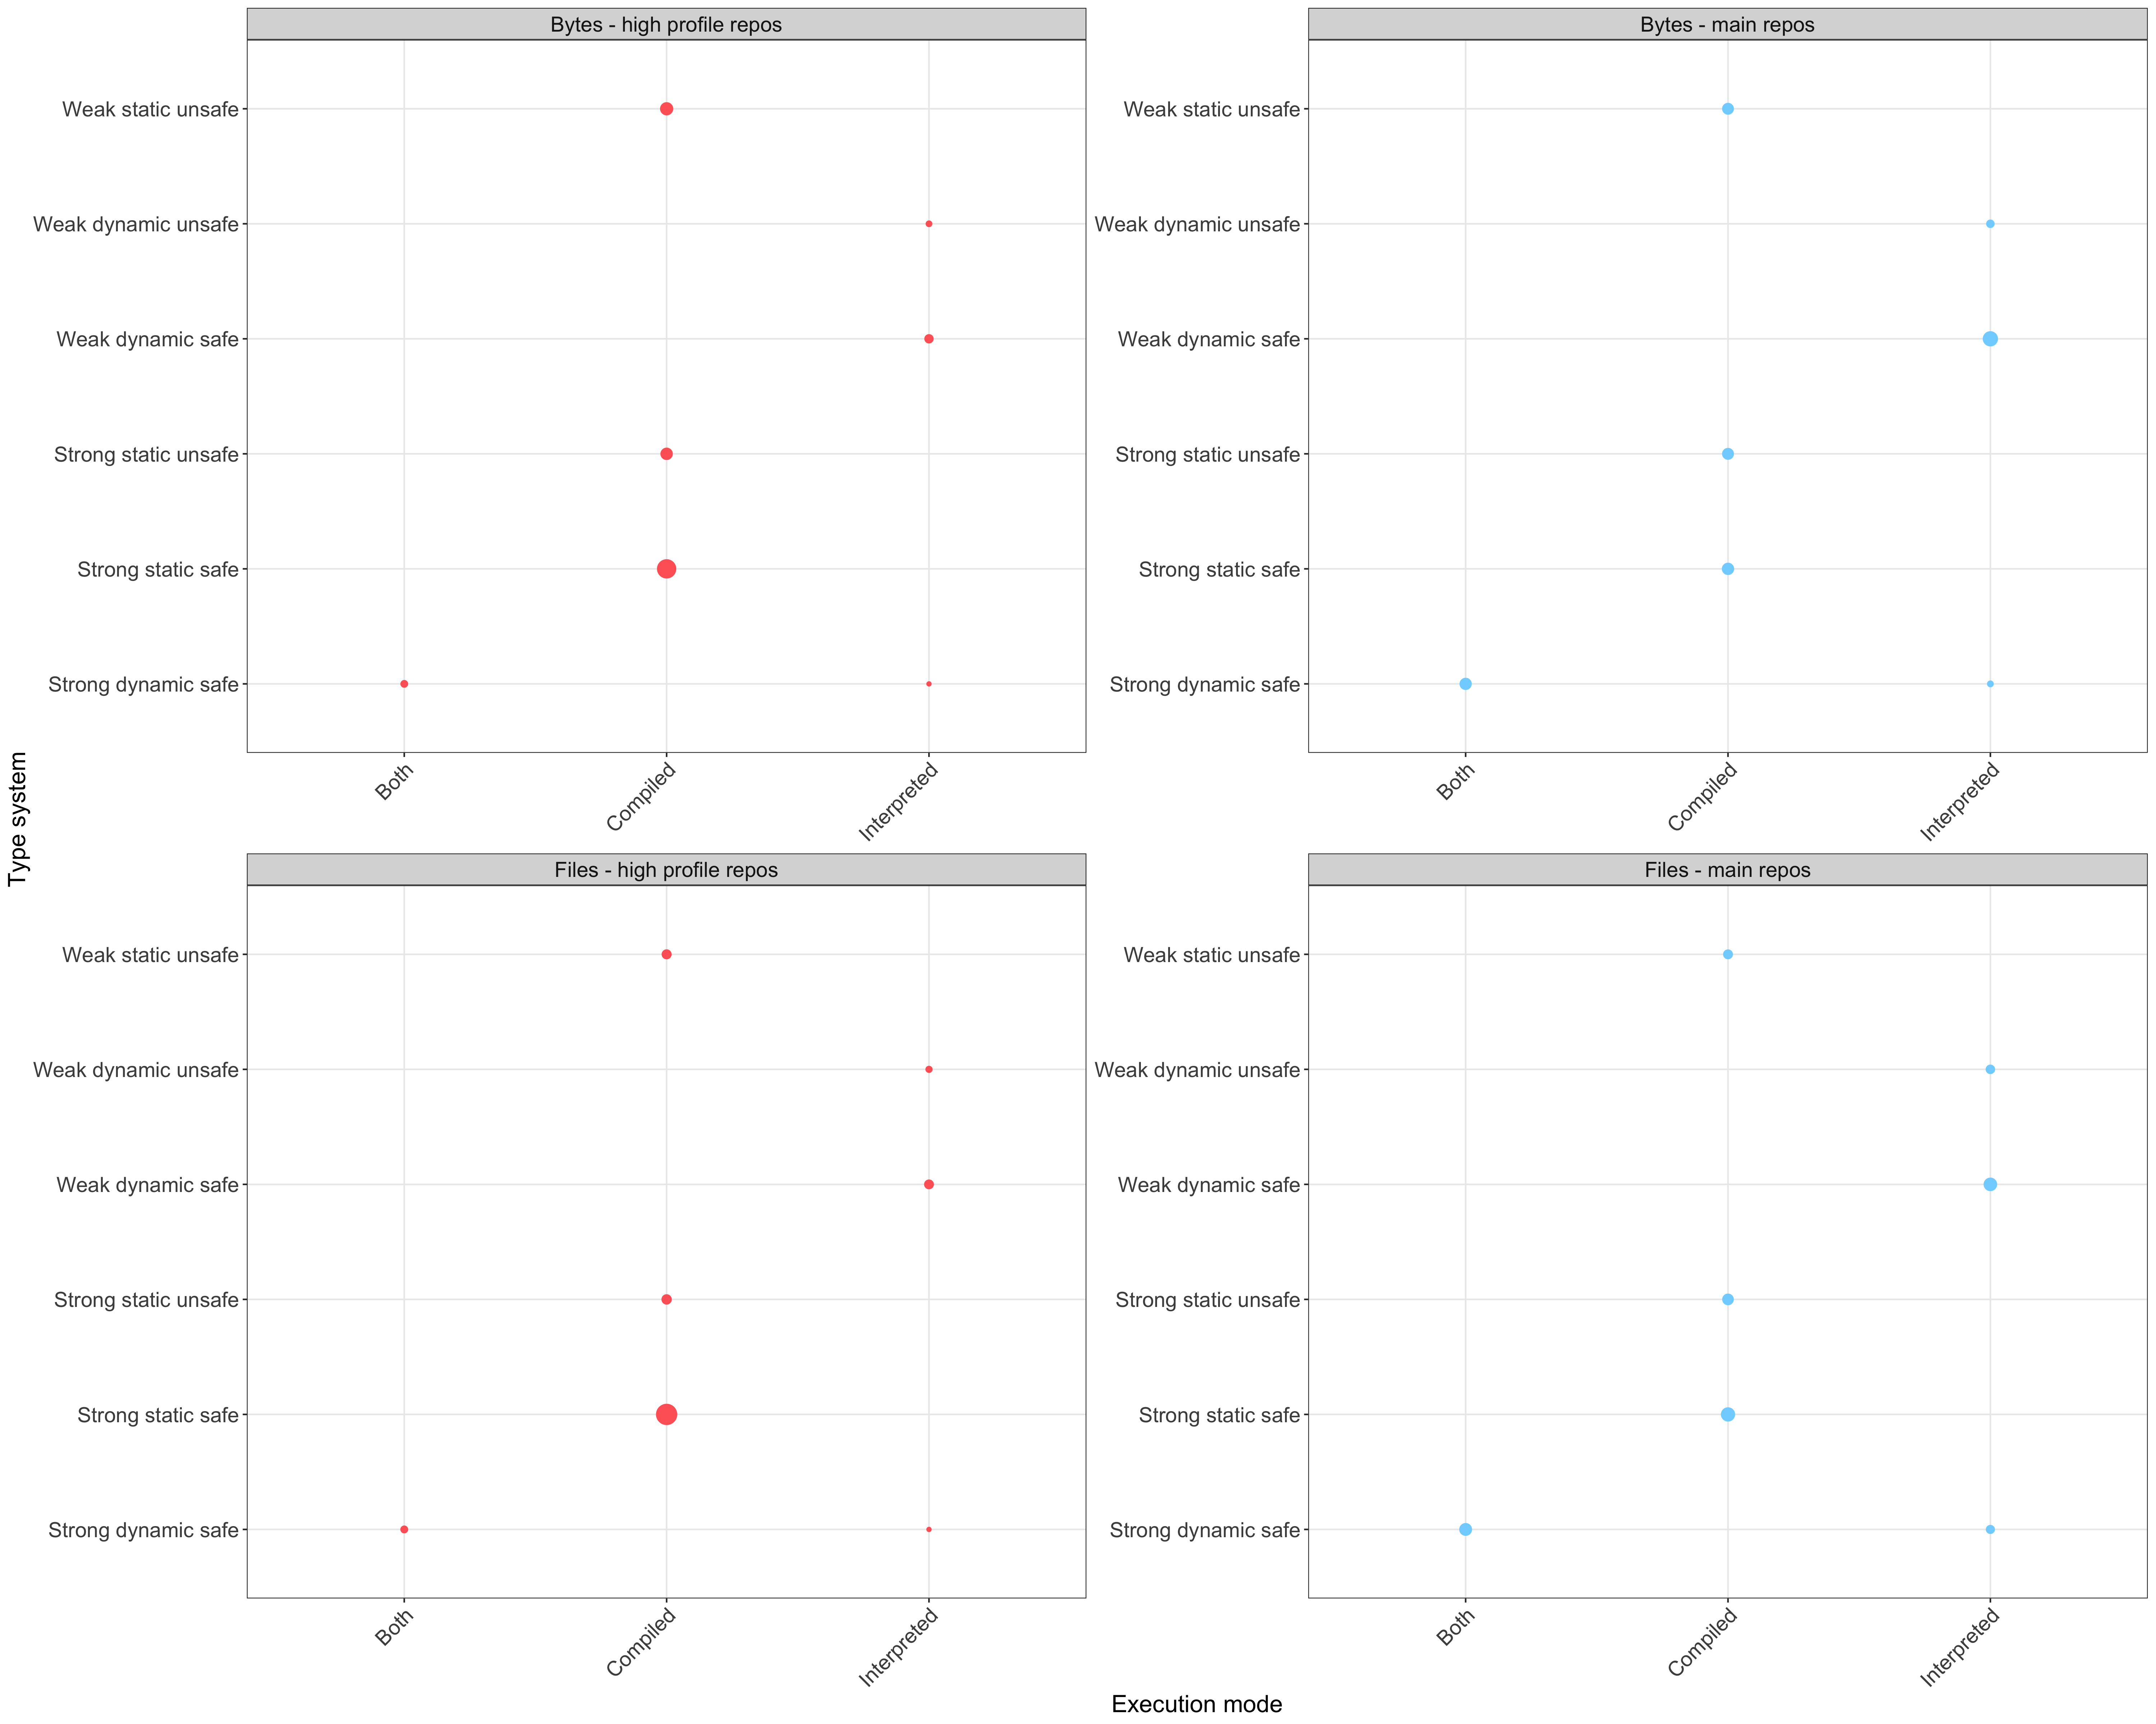 Bytes - high profile repos
Weak static unsafe
Weak dynamic unsafe
Weak dynamic safe
Strong static unsafe
Strong static safe
Strong dynamic safe
Both
Compiled
Interpreted
Bytes - main repos
Weak static unsafe
Weak dynamic unsafe
Weak dynamic safe
Strong static unsafe
Strong static safe
Strong dynamic safe
Both
Compiled
Interpreted
Type system
Files - high profile repos
Weak static unsafe
Weak dynamic unsafe
Weak dynamic safe
Strong static unsafe
Strong static safe
Strong dynamic safe
Both
Compiled
Interpreted
Files - main repos
Weak static unsafe
Weak dynamic unsafe
Weak dynamic safe
Strong static unsafe
Strong static safe
Strong dynamic safe
Both
Compiled
Interpreted
Execution mode